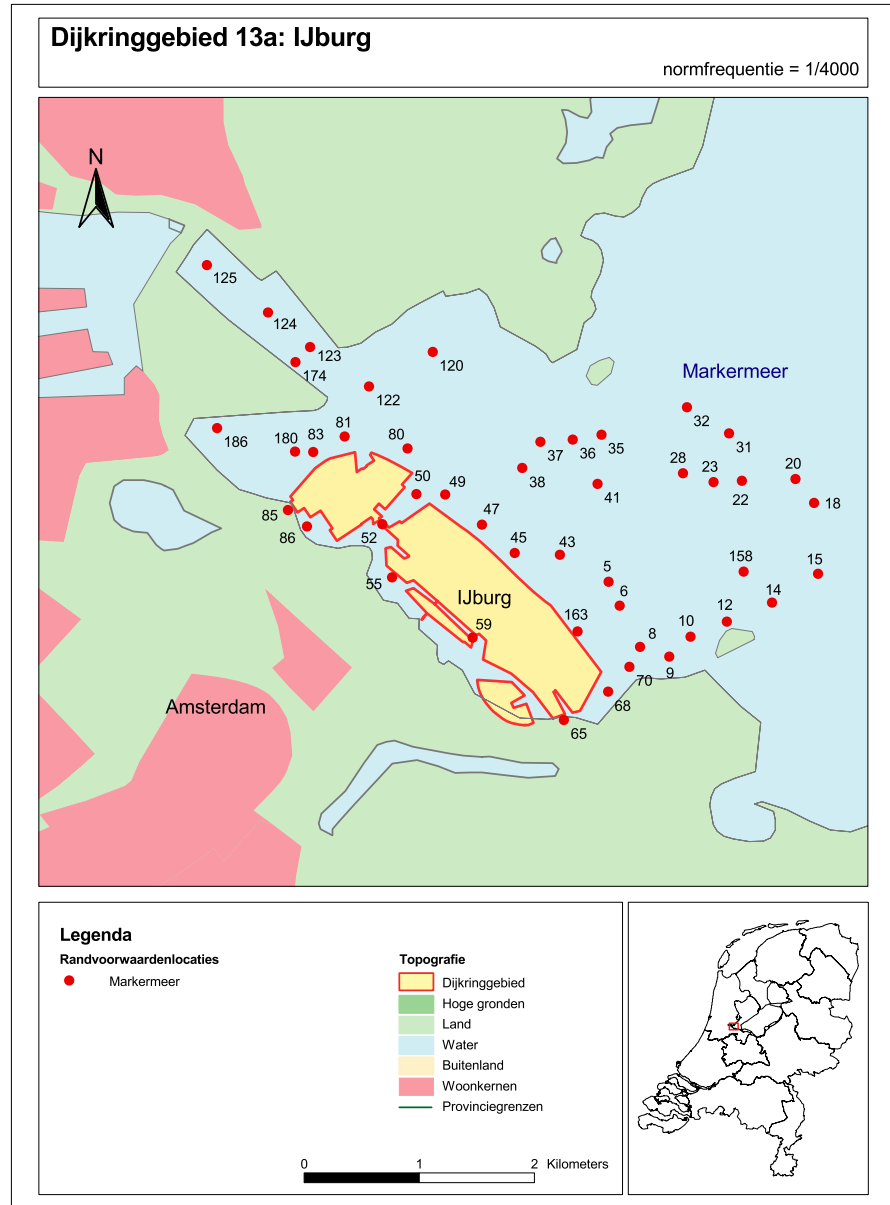 Dijkringgebied 13a: IJburg
normfrequentie = 1/4000
N
125
124
123
174
120
122
Markermeer
32
31
186
180
83
81
80
37
36
35
38
41
28
23
22
20
18
50
49
47
85
86
52
45
43
55
5
6
158
15
14
12
IJburg
163
59
8
10
9
70
68
65
Amsterdam
Legenda
Randvoorwaardenlocaties
Markermeer
Topografie
Dijkringgebied
Hoge gronden
Land
Water
Buitenland
Woonkernen
Provinciegrenzen
0 1 2 Kilometers